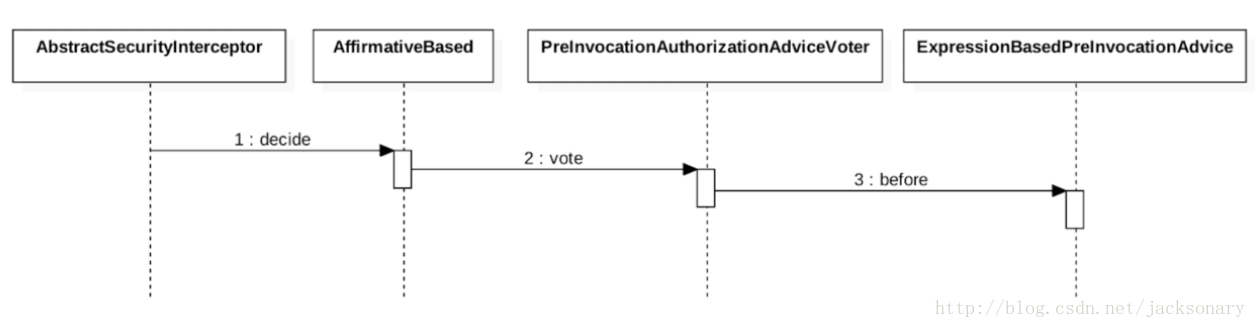 AbstractSecurityInterceptor
AffirmativeBased
PreInvocationAuthorizationAdviceVoter
ExpressionBasedPreInvocationAdvice
1 : decide
2 : vote
3 : before
http://blog.csdn.net/jacksonary